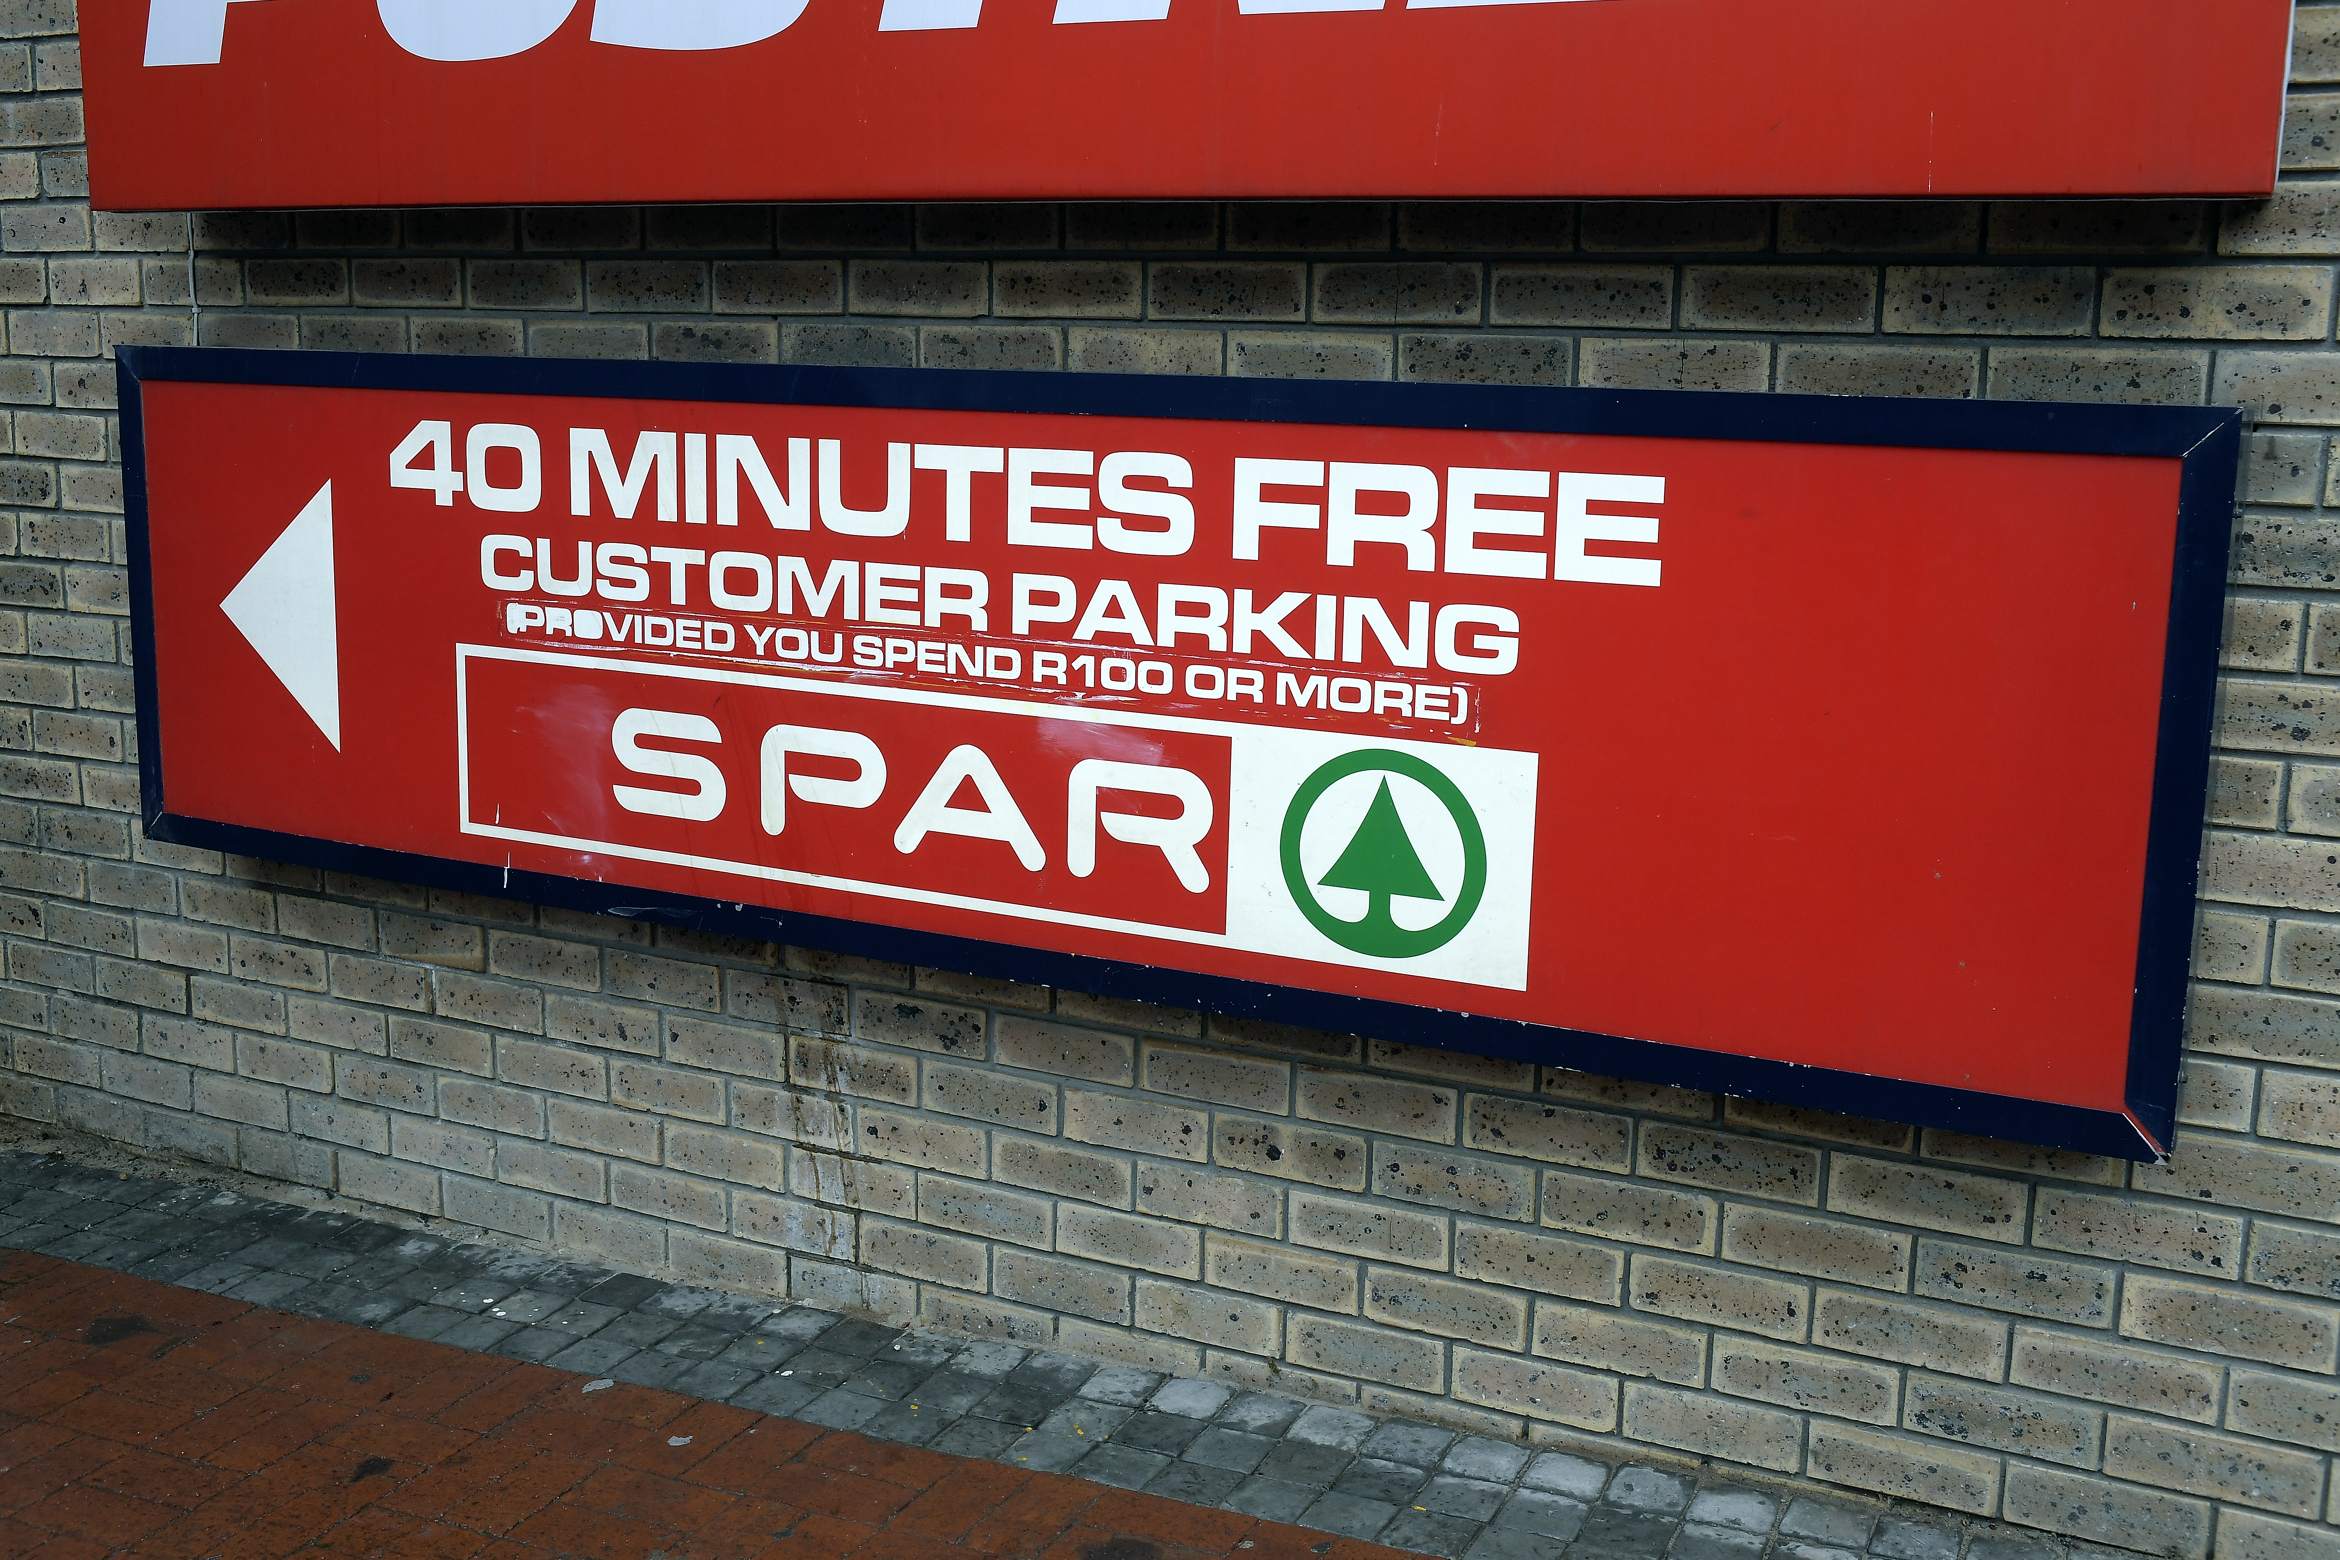 40 MINUTES FREE
CUSTOMER PARKING
(PROVIDED YOU SPEND R100 OR MORE)
SPAR